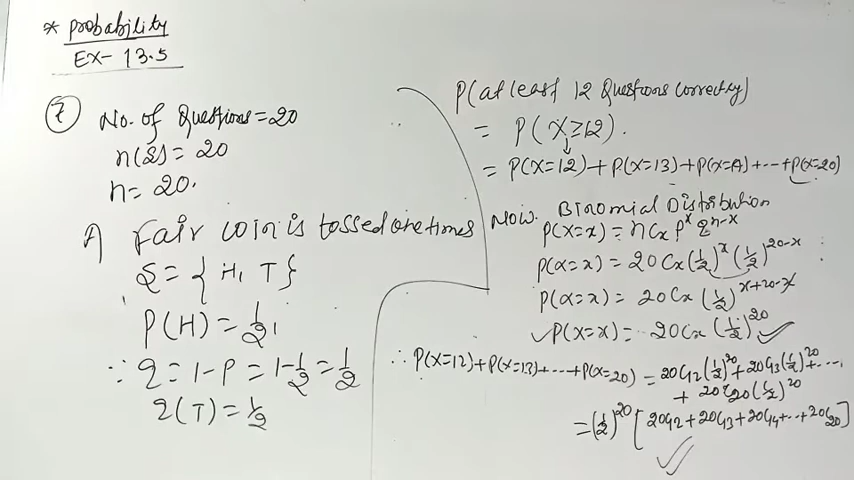 * Probability
Ex- 13.5
⑦ No. of Questions = 20
n(S) = 20
n = 20.
A Fair coin is tossed one times
S = { H, T }
P(H) = 1/2,
∵ q = 1-P = 1-1/2 = 1/2
q(T) = 1/2
P(at least 12 Questions correctly)
= P(X≥12).
↓
= P(X=12) + P(X=13) + P(X=14) + -- + P(X=20)
Now. Binomial Distribution
P(X=x) = nCx P^x q^(n-x)
P(x=x) = 20Cx (1/2)^x (1/2)^(20-x)
P(x=x) = 20Cx (1/2)^(x+20-x)
✓P(X=x) = 20Cx (1/2)^20 ✓
∴ P(X=12) + P(X=13) + --- + P(X=20) = 20C12 (1/2)^20 + 20C13 (1/2)^20 + ----
+ 20C20 (1/2)^20
= (1/2)^20 [ 20C12 + 20C13 + 20C14 + -- + 20C20 ]